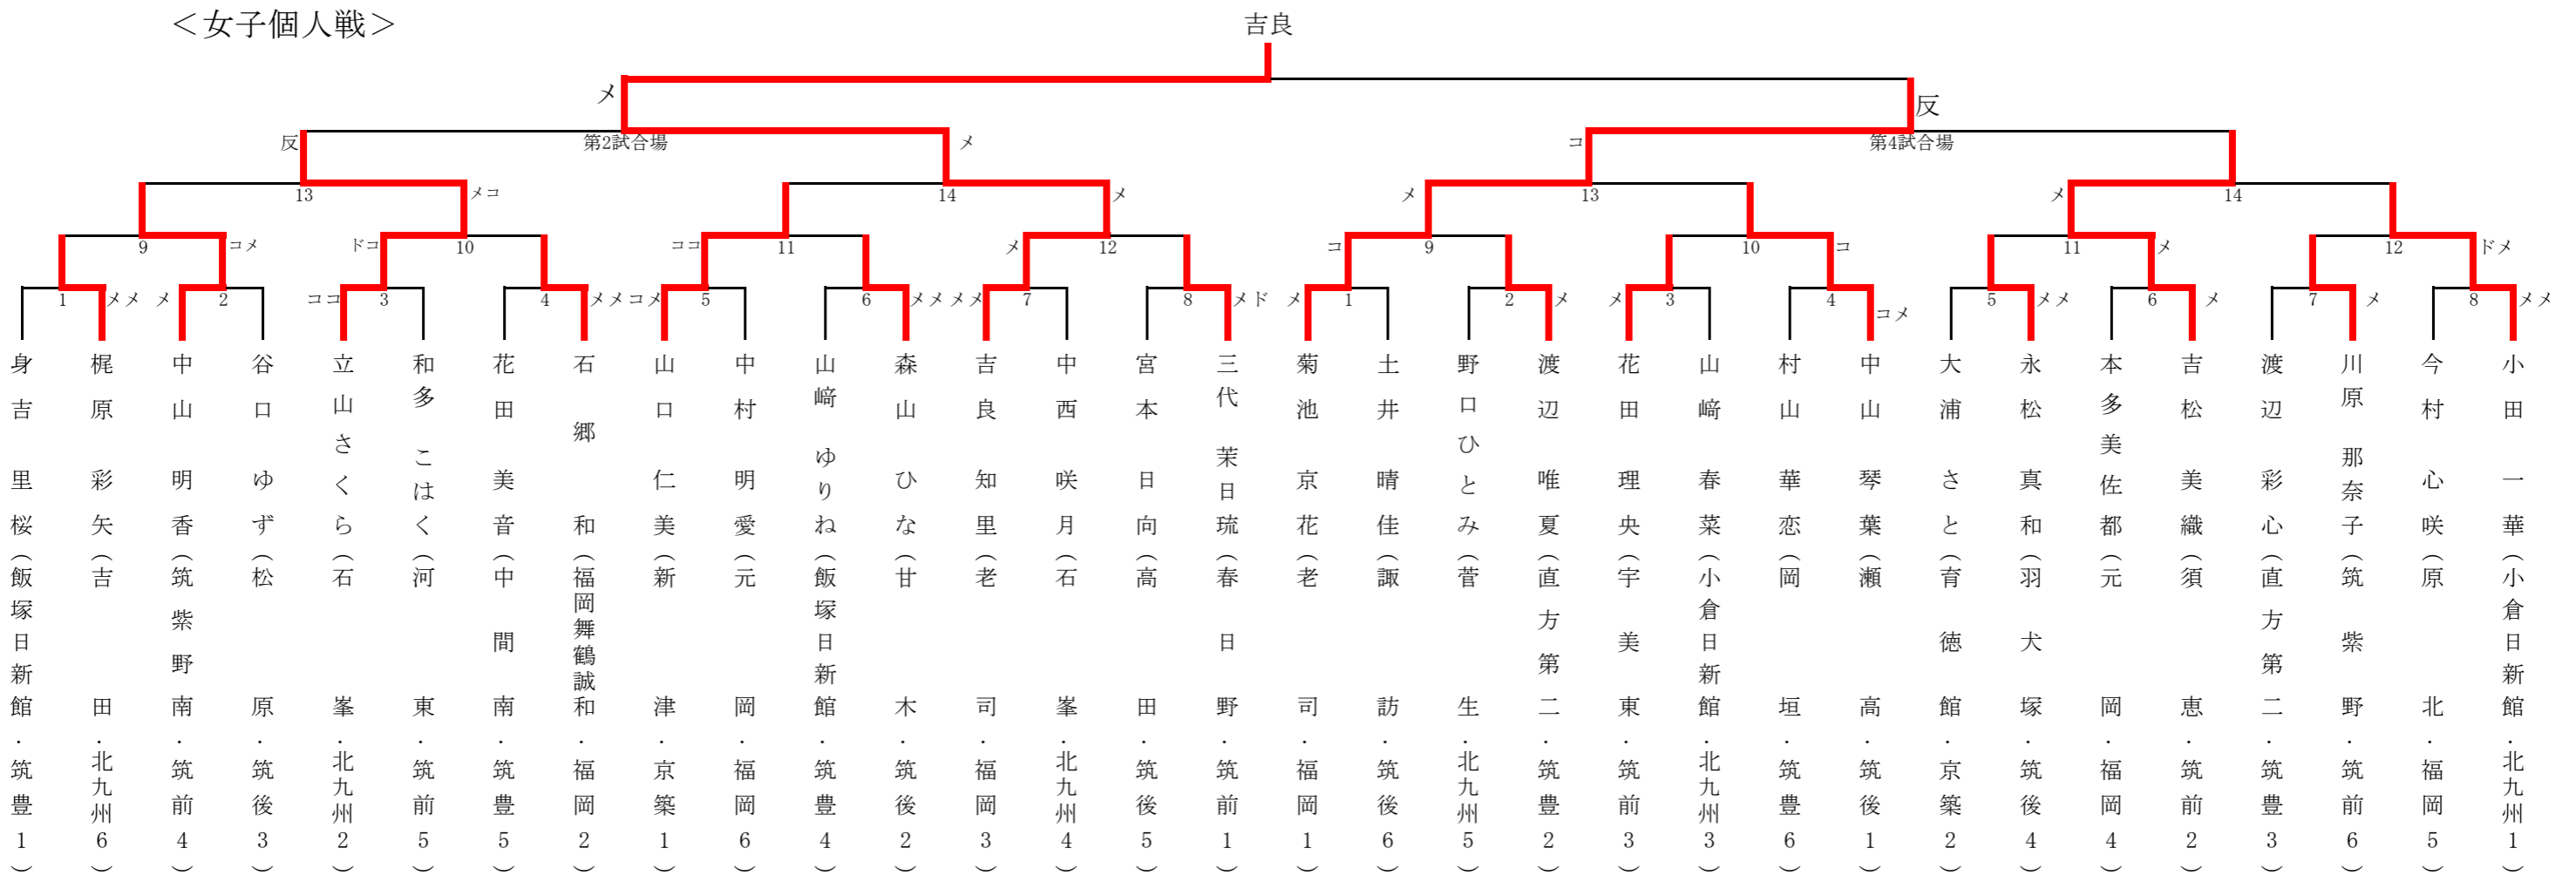 ＜女子個人戦＞
吉良
メ
反
反
第2試合場
メ
コ
第4試合場
13
メコ
14
メ
メ
13
メ
14
9
コメ
ドコ
10
ココ
11
メ
12
コ
9
10
コ
11
メ
12
ドメ
1
メメ
メ
2
ココ
3
4
メメ
コメ
5
6
メメ
メメ
7
8
メド
メ
1
2
メ
メ
3
4
コメ
5
メメ
6
メ
7
メ
8
メメ
身吉 里桜（飯塚日新館．筑豊1）
梶原 彩矢（吉田．北九州6）
中山 明香（筑紫野南．筑前4）
谷口 ゆず（松原．筑後3）
立山さくら（石峯．北九州2）
和多 こはく（河東．筑前5）
花田 美音（中間南．筑豊5）
石郷 和（福岡舞鶴誠和．福岡2）
山口 仁美（新津．京築1）
中村 明愛（元岡．福岡6）
山﨑 ゆりね（飯塚日新館．筑豊4）
森山 ひな（甘木．筑後2）
吉良 知里（老司．福岡3）
中西 咲月（石峯．北九州4）
宮本 日向（高田．筑後5）
三代 茉日琉（春日野．筑前1）
菊池 京花（老司．福岡1）
土井 晴佳（諏訪．筑後6）
野口ひとみ（菅生．北九州5）
渡辺 唯夏（直方第二．筑豊2）
花田 理央（宇美東．筑前3）
山﨑 春菜（小倉日新館．北九州3）
村山 華恋（岡垣．筑豊6）
中山 琴葉（瀬高．筑後1）
大浦 さと（育徳館．京築2）
永松 真和羽（犬塚．筑後4）
本多美佐都（元岡．福岡4）
吉松 美織（須恵．筑前2）
渡辺 彩心（直方第二．筑豊3）
川原 那奈子（筑紫野．筑前6）
今村 心咲（原北．福岡5）
小田 一華（小倉日新館．北九州1）